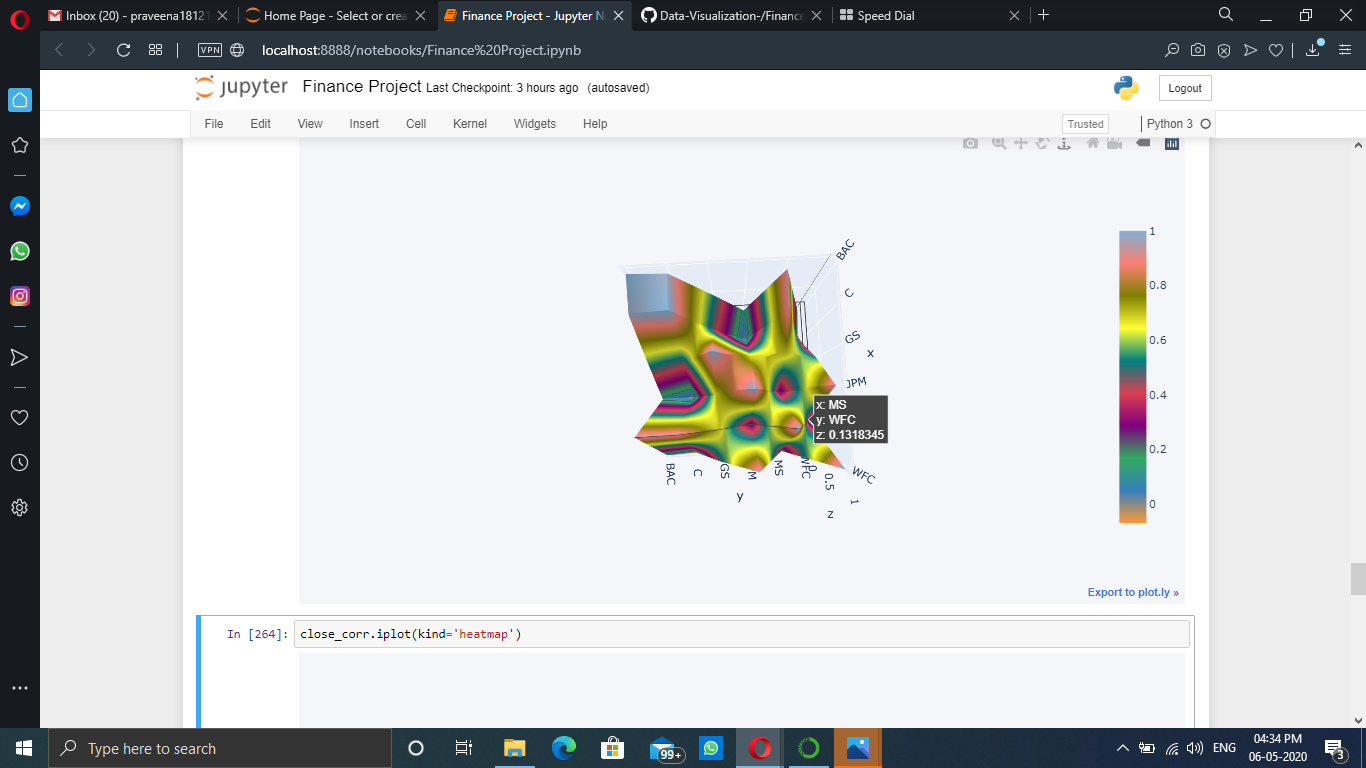 Inbox (20) - praveena18121
Home Page - Select or crea
Finance Project - Jupyter N
Data-Visualization-/Finance
Speed Dial
VPN
localhost:8888/notebooks/Finance%20Project.ipynb
jupyter
Finance Project Last Checkpoint: 3 hours ago (autosaved)
Logout
File Edit View Insert Cell Kernel Widgets Help
Trusted
Python 3
BAC
C
GS
x
JPM
WFC
x: MS
y: WFC
z: 0.1318345
BAC
C
GS
M
MS
WFC
y
0
0.5
1
z
1
0.8
0.6
0.4
0.2
0
Export to plot.ly »
In [264]:
close_corr.iplot(kind='heatmap')
Type here to search
99+
ENG
04:34 PM
06-05-2020
3